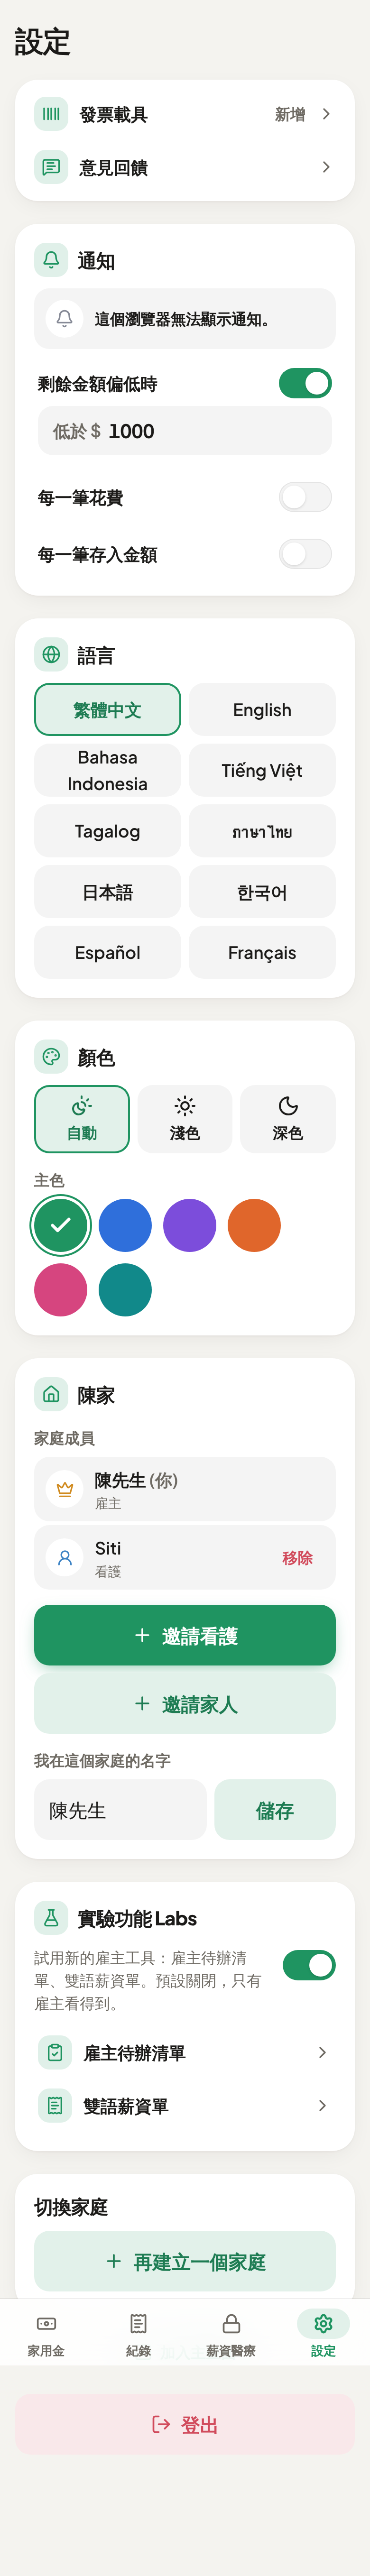 設定
發票載具
新增
意見回饋
通知
這個瀏覽器無法顯示通知。
剩餘金額偏低時
低於 $ 1000
每一筆花費
每一筆存入金額
語言
繁體中文
English
Bahasa
Indonesia
Tiếng Việt
Tagalog
ภาษาไทย
日本語
한국어
Español
Français
顏色
自動
淺色
深色
主色
陳家
家庭成員
陳先生 (你)
雇主
Siti
看護
移除
邀請看護
邀請家人
我在這個家庭的名字
陳先生
儲存
實驗功能 Labs
試用新的雇主工具：雇主待辦清
單、雙語薪資單。預設關閉，只有
雇主看得到。
雇主待辦清單
雙語薪資單
切換家庭
再建立一個家庭
家用金
紀錄
薪資醫療
設定
登出